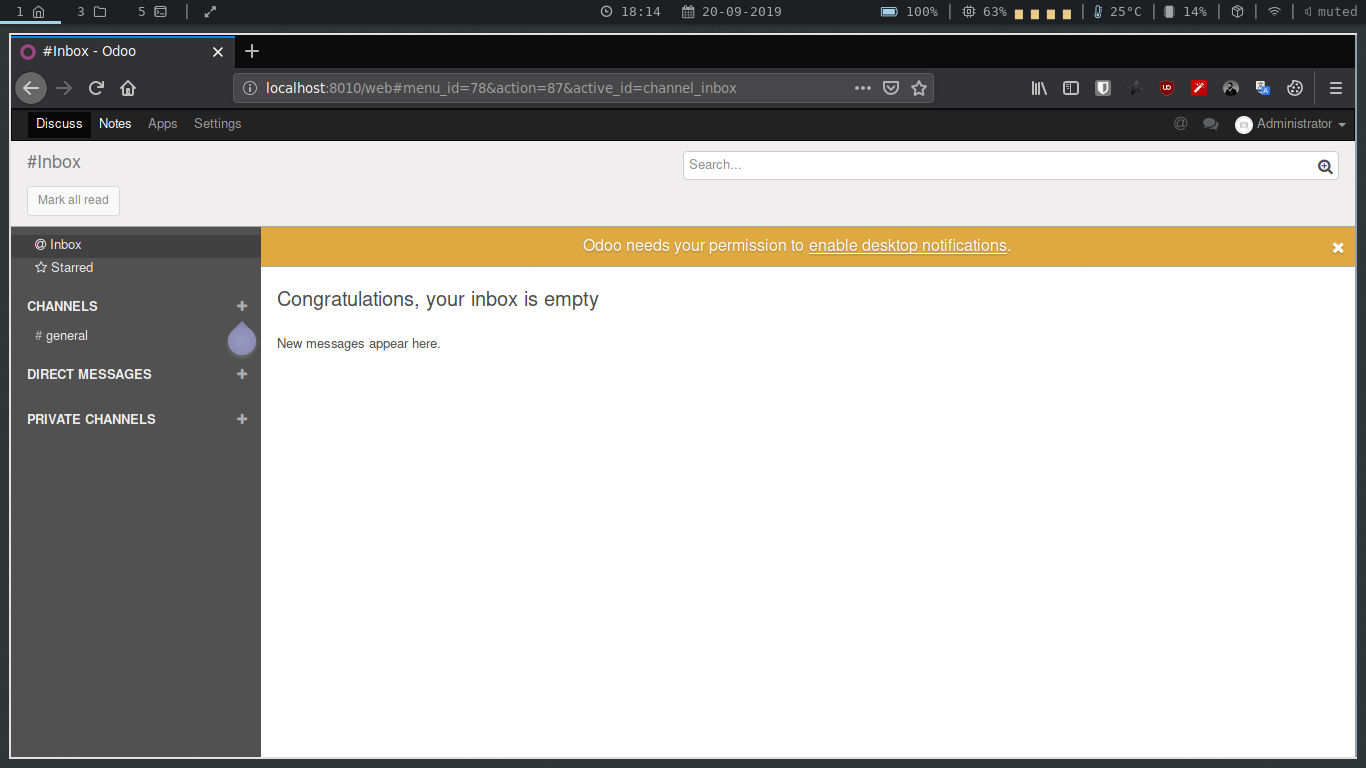 1 3 5 18:14 20-09-2019 100% 63% 25°C 14% muted
#Inbox - Odoo
localhost:8010/web#menu_id=78&action=87&active_id=channel_inbox
Discuss Notes Apps Settings @ Administrator
#Inbox
Search...
Mark all read
@ Inbox
Odoo needs your permission to enable desktop notifications.
Starred
Congratulations, your inbox is empty
CHANNELS
# general
New messages appear here.
DIRECT MESSAGES
PRIVATE CHANNELS